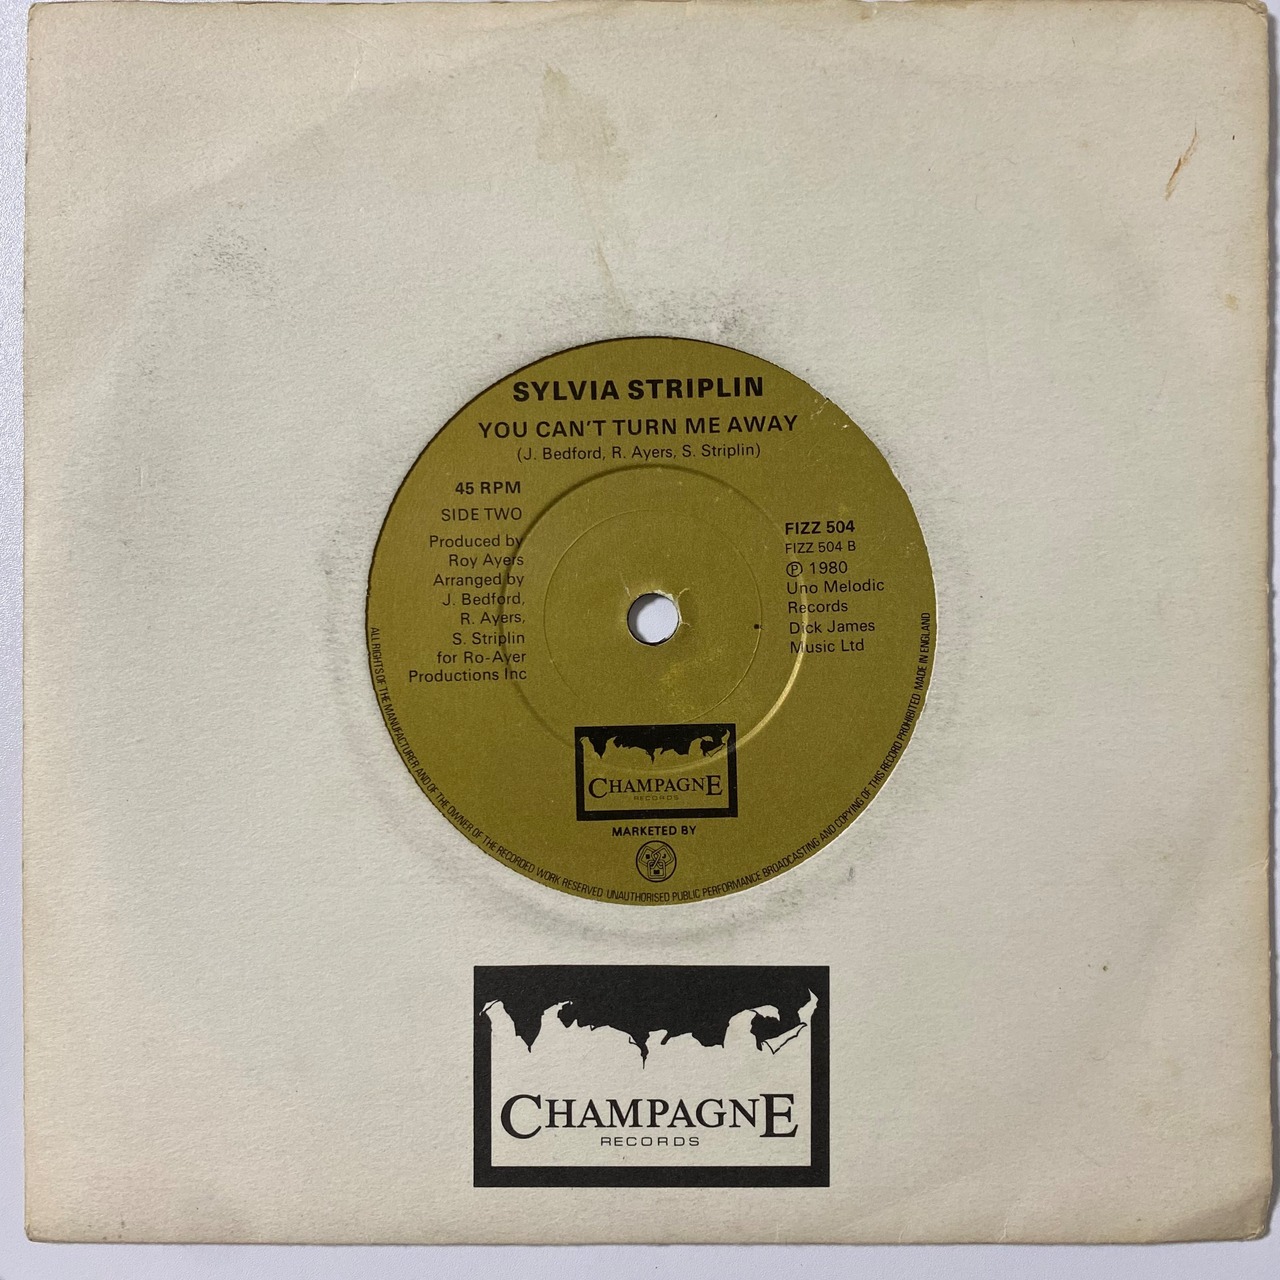 SYLVIA STRIPLIN
YOU CAN'T TURN ME AWAY
(J. Bedford, R. Ayers, S. Striplin)
45 RPM
SIDE TWO
Produced by
Roy Ayers
Arranged by
J. Bedford,
R. Ayers,
S. Striplin
for Ro-Ayer
Productions Inc
FIZZ 504
FIZZ 504 B
℗ 1980
Uno Melodic
Records
Dick James
Music Ltd
CHAMPAGNE
RECORDS
MARKETED BY
ALL RIGHTS OF THE MANUFACTURER AND OF THE OWNER OF THE RECORDED WORK RESERVED UNAUTHORISED PUBLIC PERFORMANCE BROADCASTING AND COPYING OF THIS RECORD PROHIBITED MADE IN ENGLAND
CHAMPAGNE
RECORDS